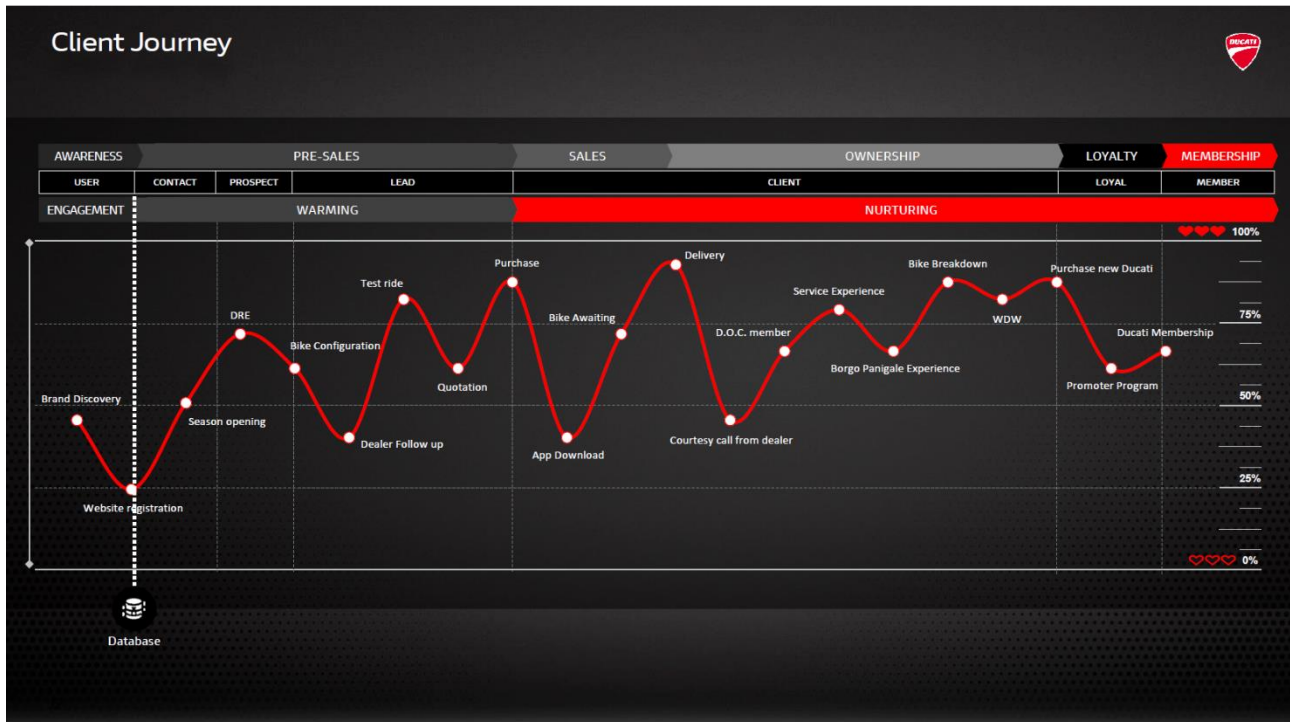 Client Journey
DUCATI
AWARENESS PRE-SALES SALES OWNERSHIP LOYALTY MEMBERSHIP
USER CONTACT PROSPECT LEAD CLIENT LOYAL MEMBER
ENGAGEMENT WARMING NURTURING
100%
Purchase
Delivery
Bike Breakdown
Purchase new Ducati
Test ride
Service Experience
DRE
Bike Awaiting
D.O.C. member
WDW
75%
Ducati Membership
Bike Configuration
Quotation
Borgo Panigale Experience
Promoter Program
Brand Discovery
50%
Season opening
Dealer Follow up
App Download
Courtesy call from dealer
25%
Website registration
0%
Database